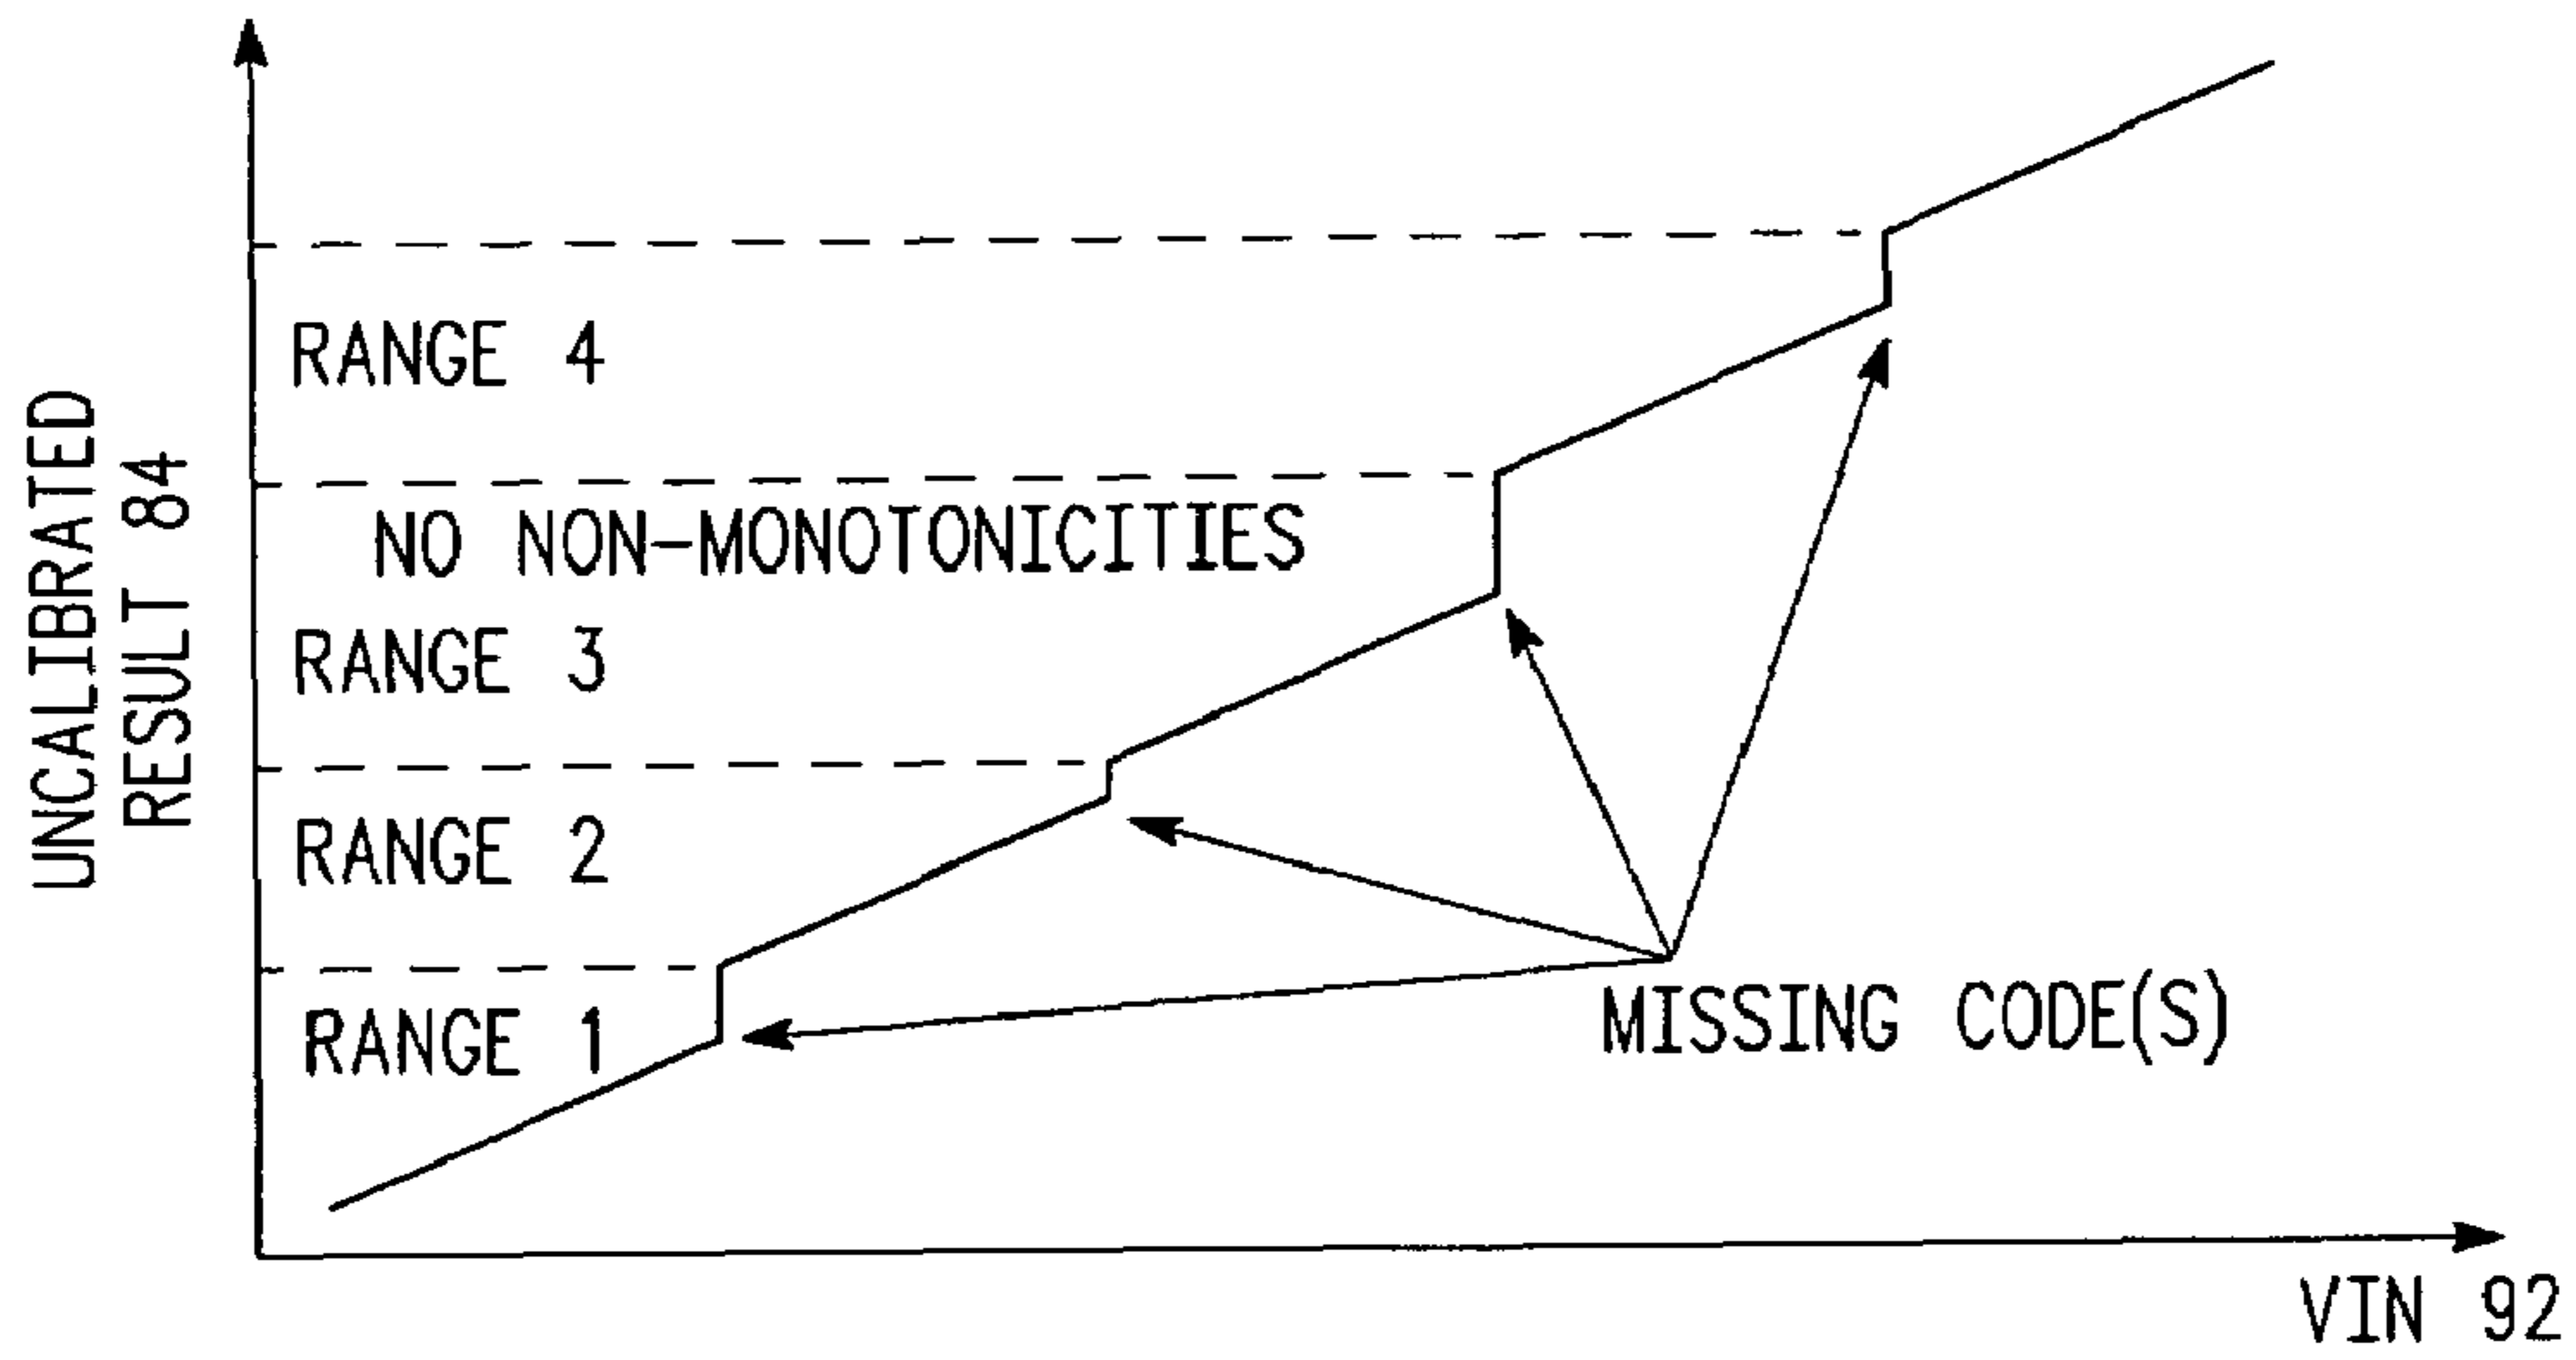 UNCALIBRATED
RESULT 84
RANGE 4
NO NON-MONOTONICITIES
RANGE 3
RANGE 2
RANGE 1
MISSING CODE(S)
VIN 92